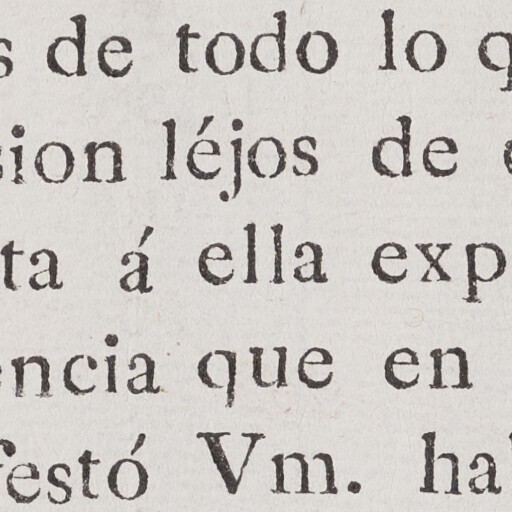 s de todo lo q
sion léjos de
ta á ella exp
encia que en
festó Vm. ha